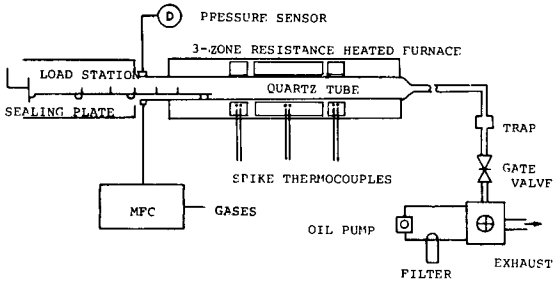 D PRESSURE SENSOR
3-ZONE RESISTANCE HEATED FURNACE
LOAD STATION
QUARTZ TUBE
SEALING PLATE
TRAP
SPIKE THERMOCOUPLES
GATE
VALVE
MFC
GASES
OIL PUMP
EXHAUST
FILTER